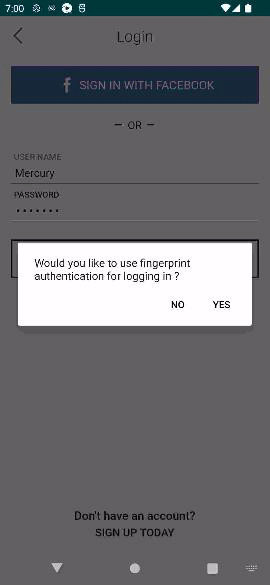 7:00
Login
SIGN IN WITH FACEBOOK
OR
USER NAME
Mercury
PASSWORD
•••••••
Would you like to use fingerprint
authentication for logging in ?
NO YES
Don't have an account?
SIGN UP TODAY